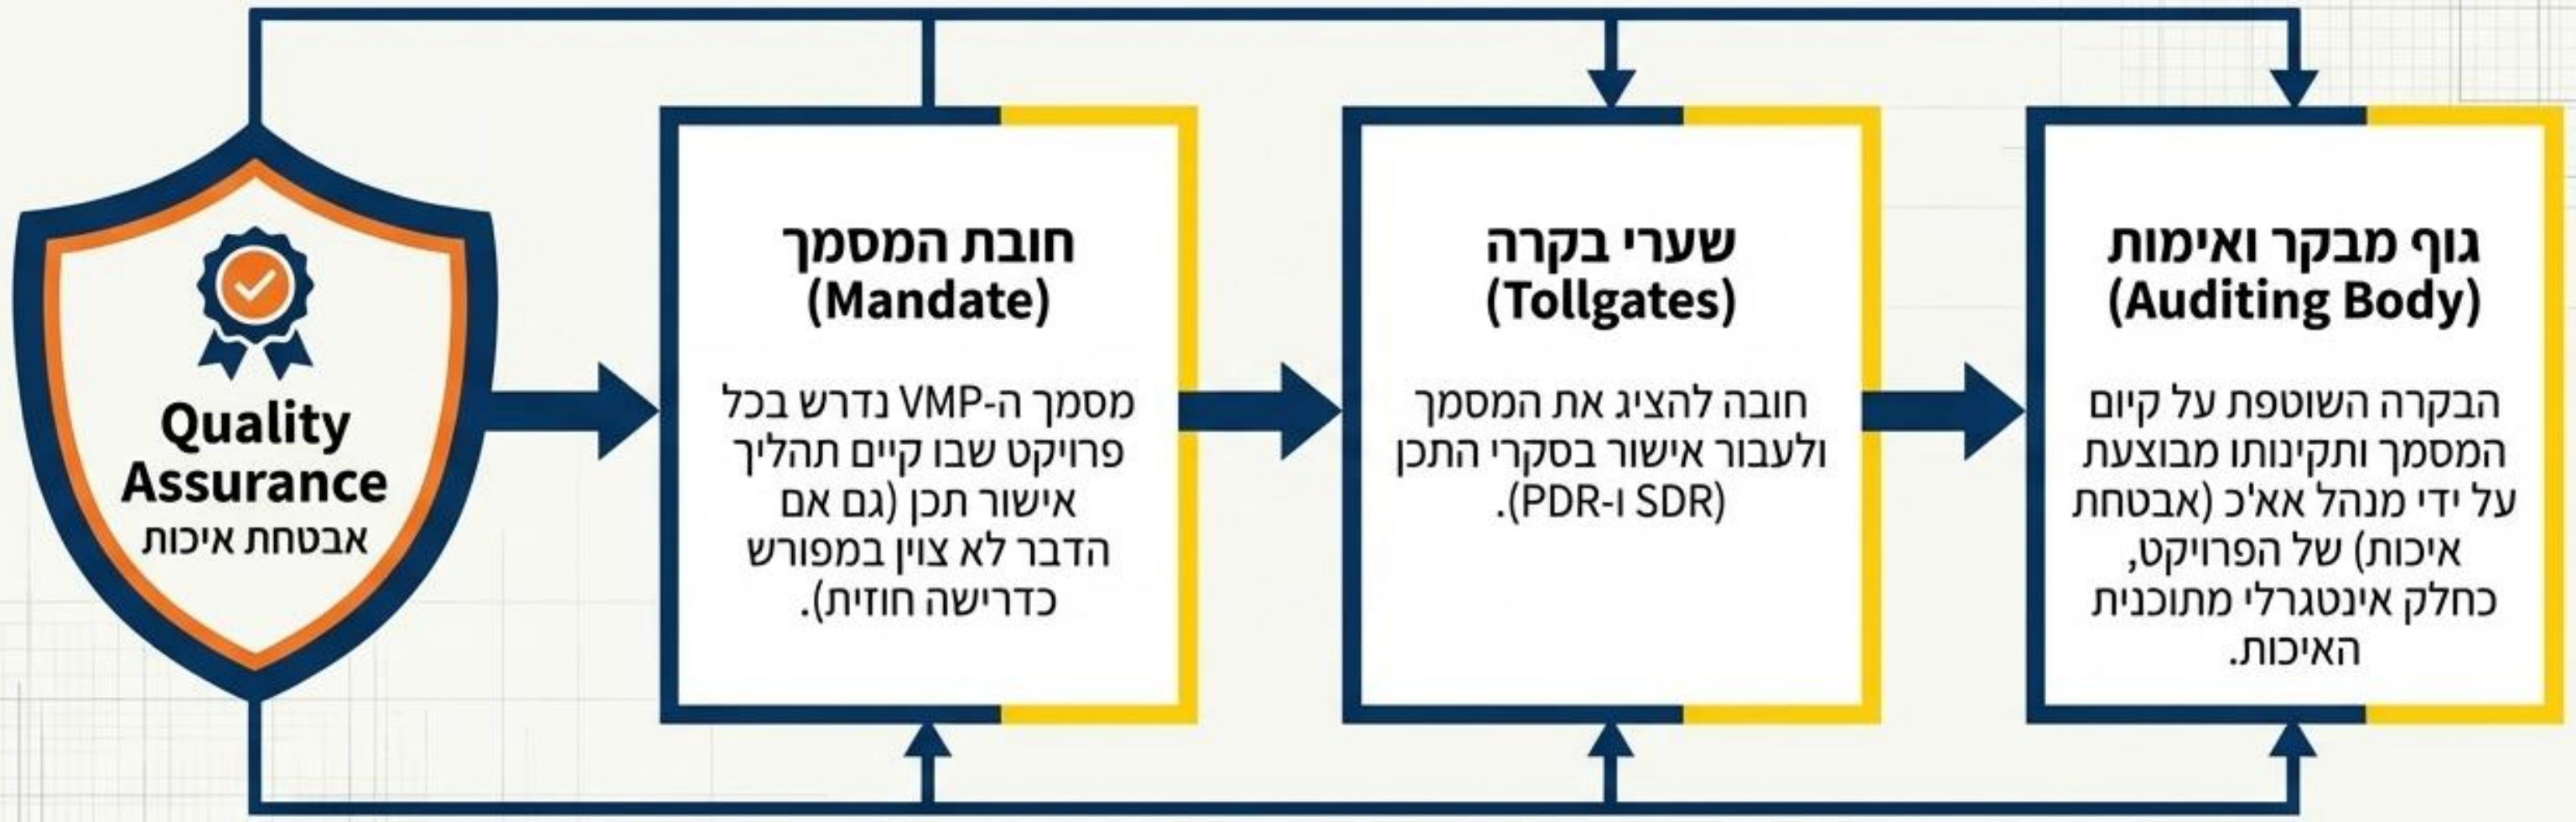 Quality
Assurance
אבטחת איכות
חובת המסמך
(Mandate)
מסמך ה-VMP נדרש בכל
פרויקט שבו קיים תהליך
אישור תכן (גם אם
הדבר לא צוין במפורש
כדרישה חוזית).
שערי בקרה
(Tollgates)
חובה להציג את המסמך
ולעבור אישור בסקרי התכן
(SDR ו-PDR).
גוף מבקר ואימות
(Auditing Body)
הבקרה השוטפת על קיום
המסמך ותקינותו מבוצעת
על ידי מנהל אא'כ (אבטחת
איכות) של הפרויקט,
כחלק אינטגרלי מתוכנית
האיכות.